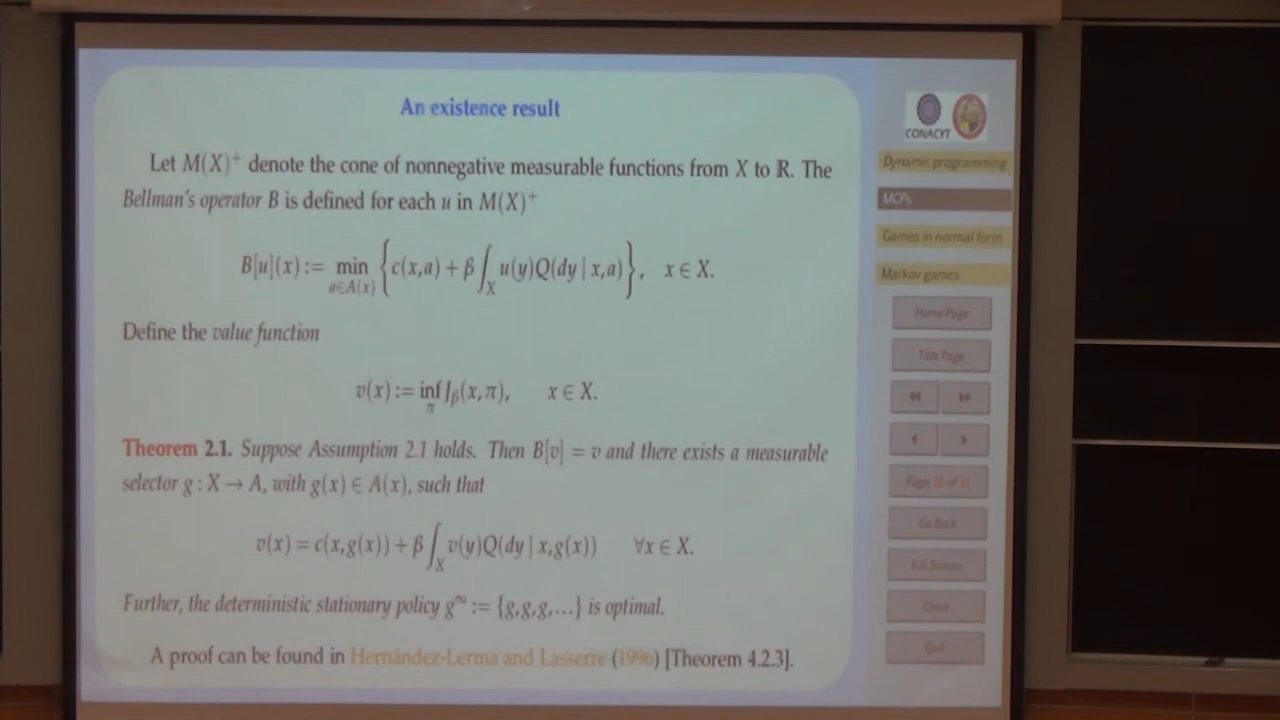 An existence result
Let M(X)⁺ denote the cone of nonnegative measurable functions from X to ℝ. The
Bellman's operator B is defined for each u in M(X)⁺
B[u](x) := min_{a∈A(x)} { c(x,a) + β ∫_X u(y)Q(dy | x,a) }, x ∈ X.
Define the value function
v(x) := inf_π J_β(x,π), x ∈ X.
Theorem 2.1. Suppose Assumption 2.1 holds. Then B[v] = v and there exists a measurable
selector g : X → A, with g(x) ∈ A(x), such that
v(x) = c(x,g(x)) + β ∫_X v(y)Q(dy | x,g(x)) ∀x ∈ X.
Further, the deterministic stationary policy g^∞ := {g,g,g,...} is optimal.
A proof can be found in Hernández-Lerma and Lasserre (1996) [Theorem 4.2.3].
CONACYT
Dynamic programming
MCPs
Games in normal form
Markov games
Home Page
Title Page
Page of 31
Go Back
Full Screen
Close
Quit